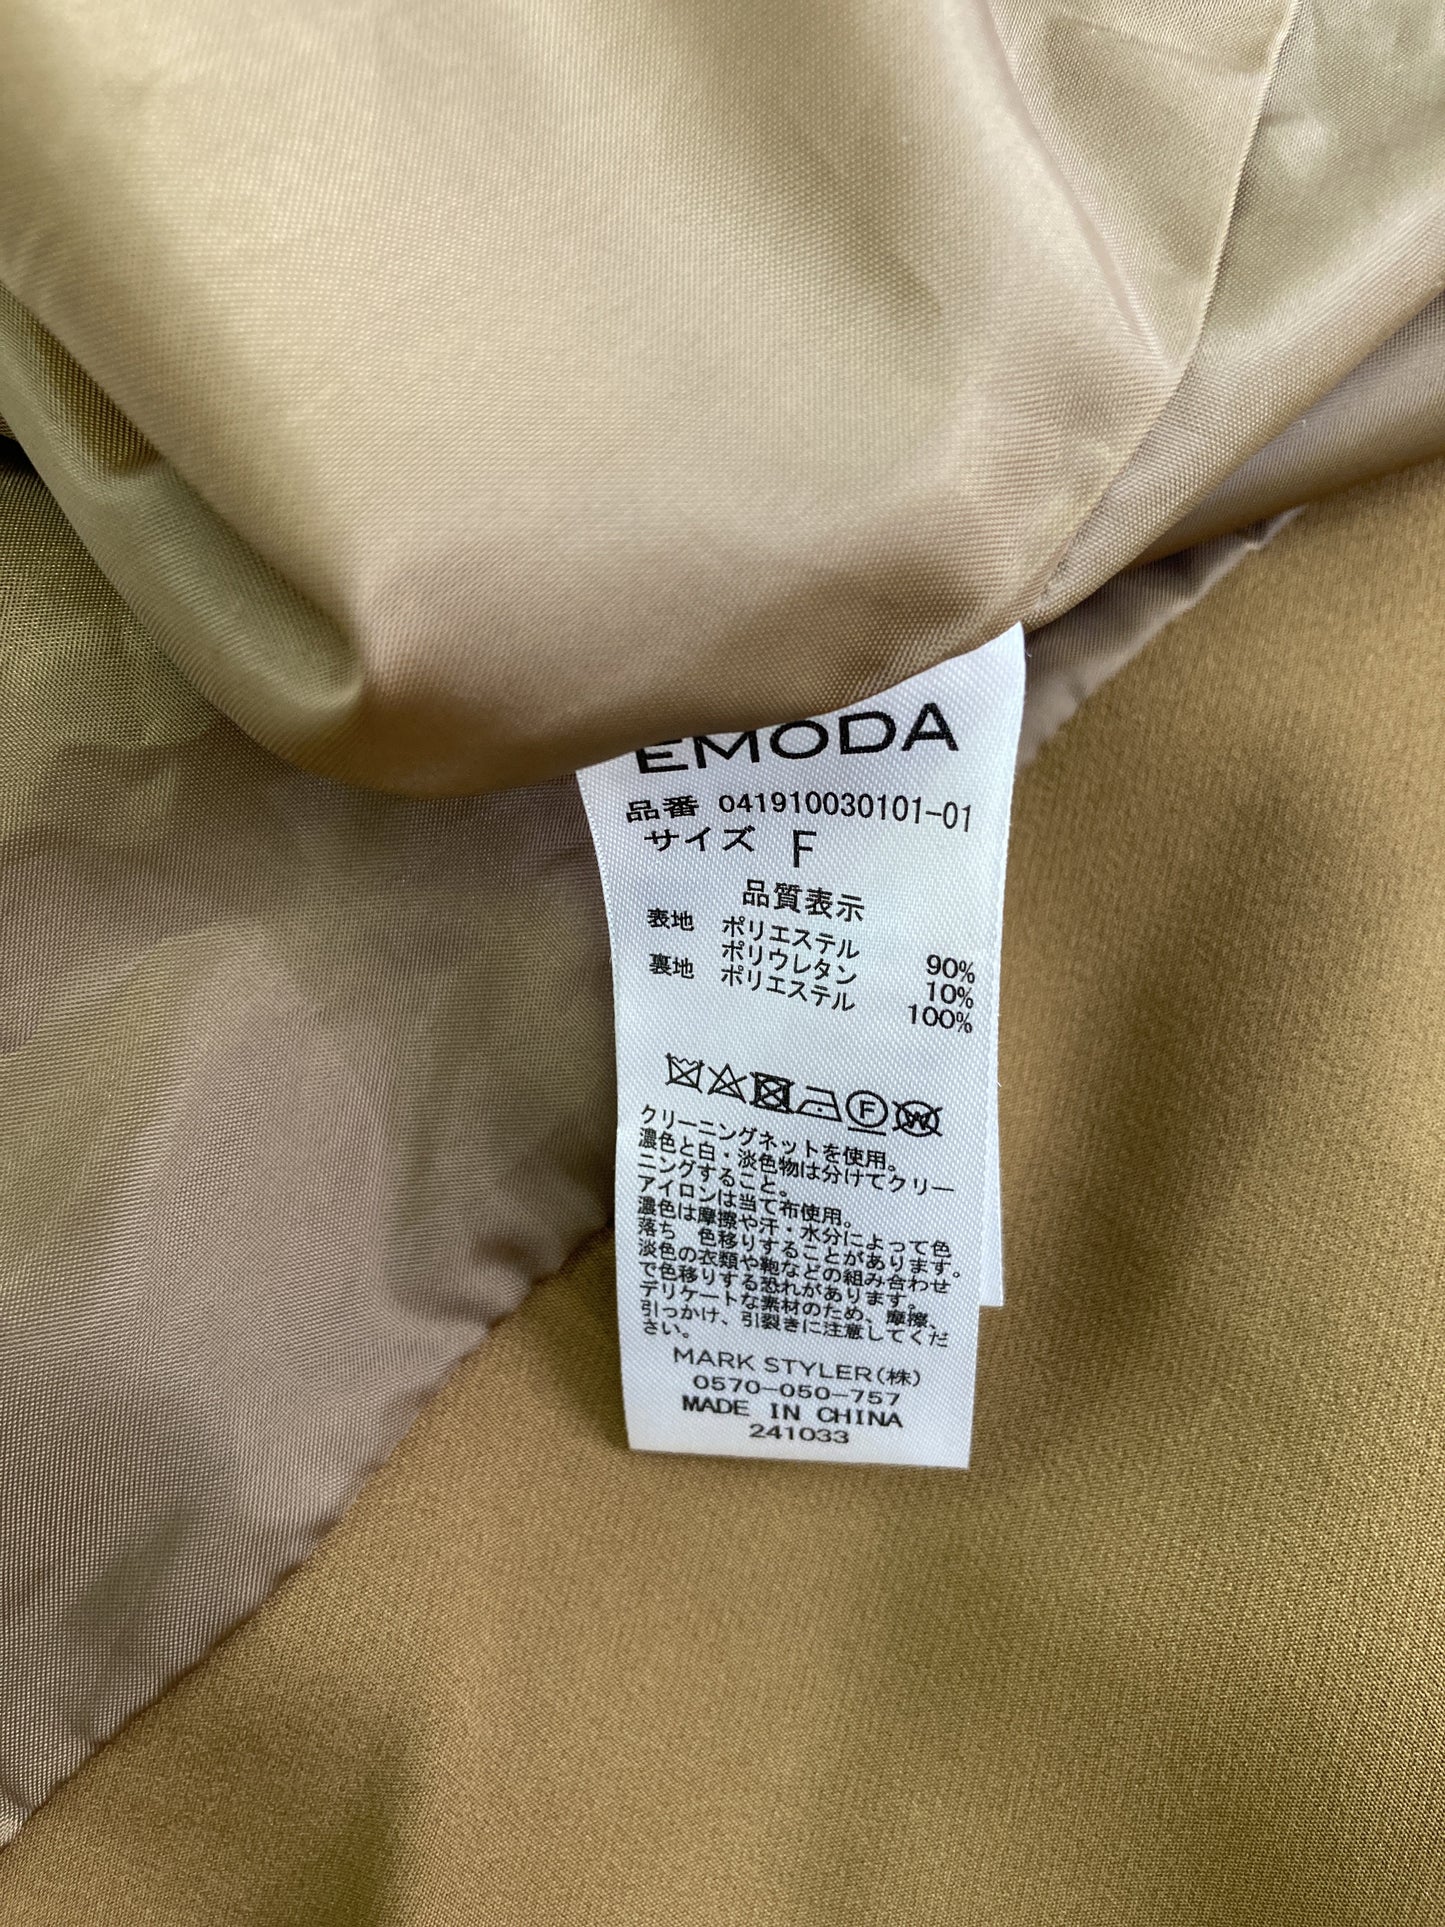 EMODA
品番 041910030101-01
サイズ F
品質表示
表地 ポリエステル 90%
ポリウレタン 10%
裏地 ポリエステル 100%
F W
クリーニングネットを使用。
濃色と白・淡色物は分けてクリー
ニングすること。
アイロンは当て布使用。
濃色は摩擦や汗・水分によって色
落ち 色移りすることがあります。
淡色の衣類や鞄などの組み合わせ
で色移りする恐れがあります。
デリケートな素材のため、摩擦、
引っかけ、引裂きに注意してくだ
さい。
MARK STYLER(株)
0570-050-757
MADE IN CHINA
241033